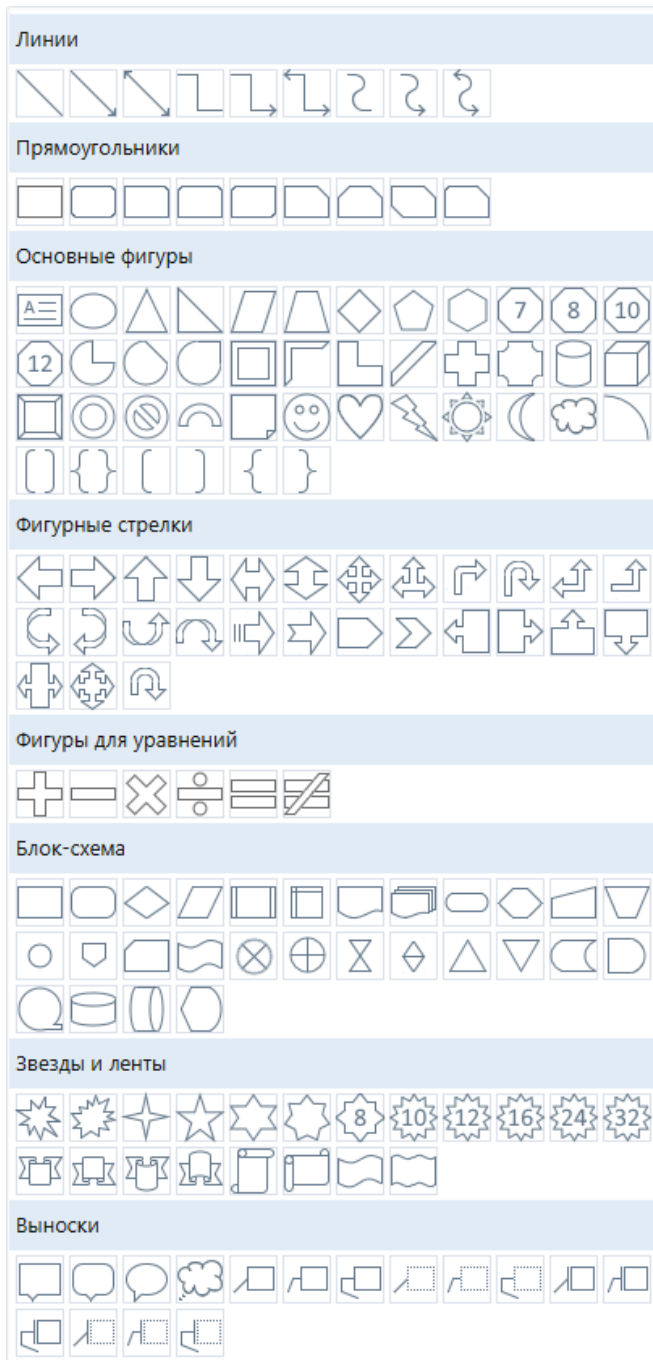 Линии
Прямоугольники
Основные фигуры
A
7 8 10
12
Фигурные стрелки
Фигуры для уравнений
Блок-схема
Звезды и ленты
8 10 12 16 24 32
Выноски